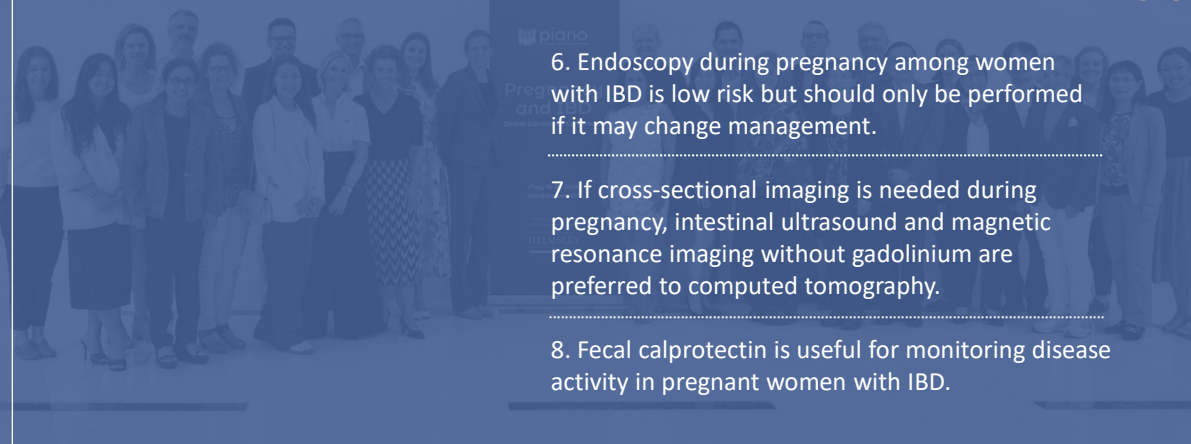 piano
Pregnancy
and IBD
6. Endoscopy during pregnancy among women
with IBD is low risk but should only be performed
if it may change management.
7. If cross-sectional imaging is needed during
pregnancy, intestinal ultrasound and magnetic
resonance imaging without gadolinium are
preferred to computed tomography.
8. Fecal calprotectin is useful for monitoring disease
activity in pregnant women with IBD.